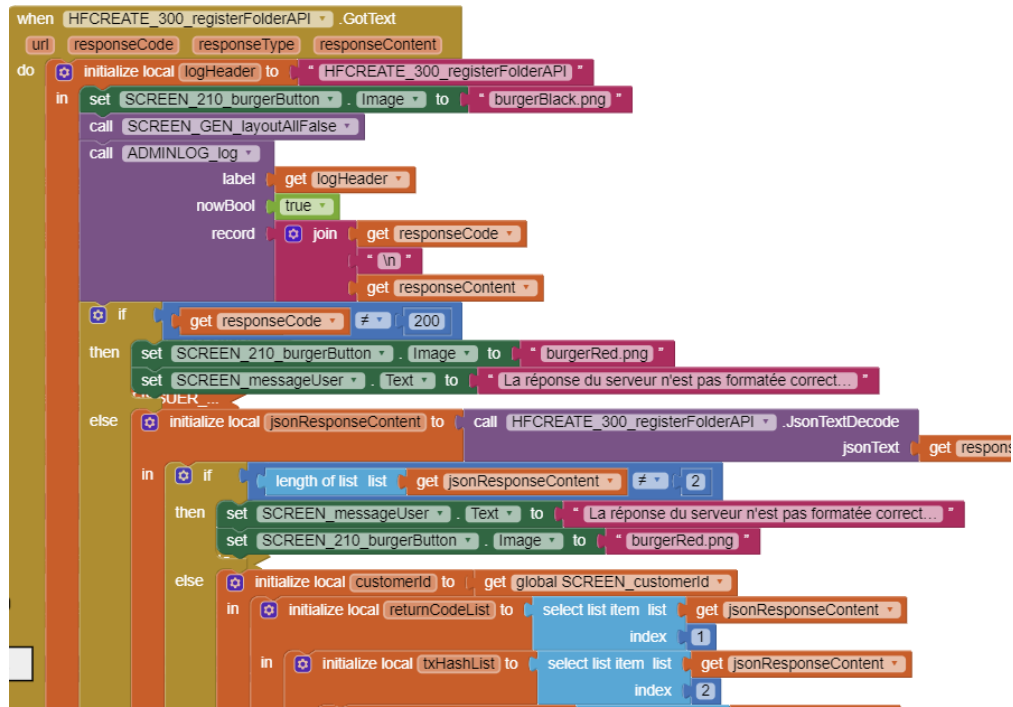 when HFCREATE_300_registerFolderAPI .GotText
url responseCode responseType responseContent
do initialize local logHeader to " HFCREATE_300_registerFolderAPI "
in set SCREEN_210_burgerButton . Image to " burgerBlack.png "
call SCREEN_GEN_layoutAllFalse
call ADMINLOG_log
label get logHeader
nowBool true
record join get responseCode
" \n "
get responseContent
if get responseCode ≠ 200
then set SCREEN_210_burgerButton . Image to " burgerRed.png "
set SCREEN_messageUser . Text to " La réponse du serveur n'est pas formatée correct... "
else initialize local jsonResponseContent to call HFCREATE_300_registerFolderAPI .JsonTextDecode
jsonText get respons
in if length of list list get jsonResponseContent ≠ 2
then set SCREEN_messageUser . Text to " La réponse du serveur n'est pas formatée correct... "
set SCREEN_210_burgerButton . Image to " burgerRed.png "
else initialize local customerId to get global SCREEN_customerId
in initialize local returnCodeList to select list item list get jsonResponseContent
index 1
in initialize local txHashList to select list item list get jsonResponseContent
index 2